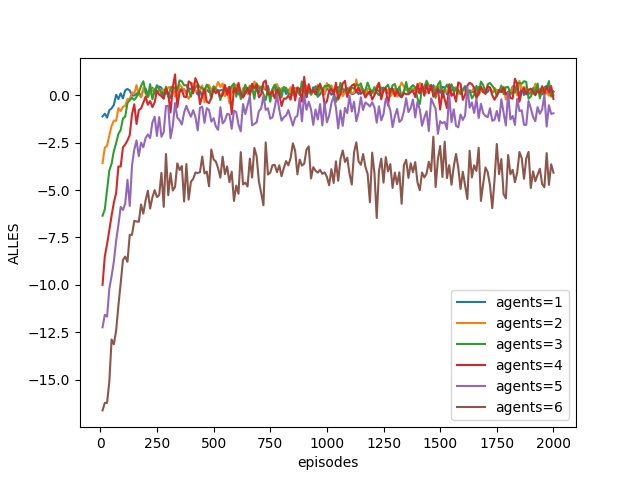 0.0
−2.5
−5.0
−7.5
−10.0
−12.5
−15.0
ALLES
0 250 500 750 1000 1250 1500 1750 2000
episodes
agents=1
agents=2
agents=3
agents=4
agents=5
agents=6